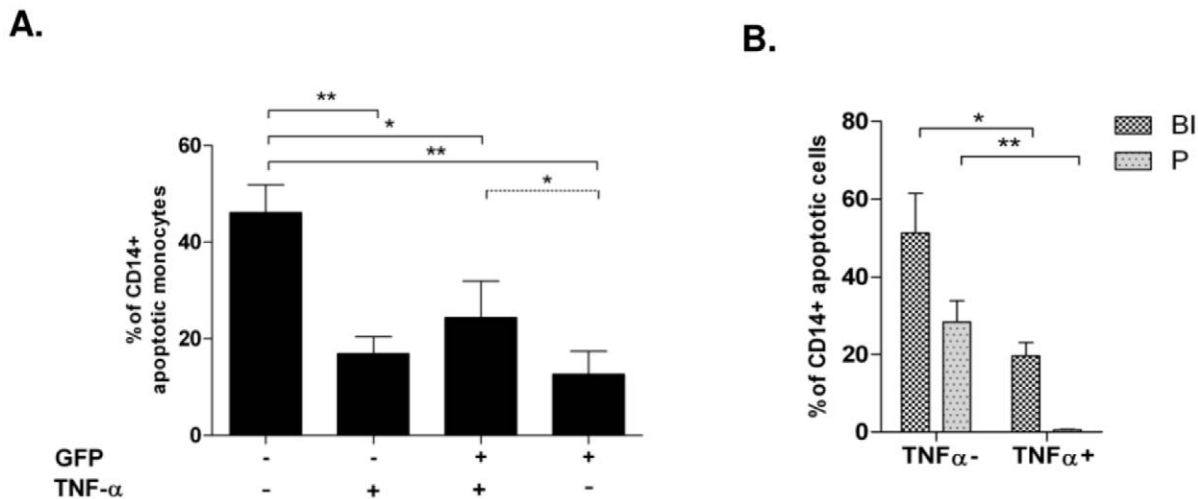 A.
**
*
**
*
60
40
20
0
% of CD14+
apoptotic monocytes
GFP - - + +
TNF-α - + + -
B.
80
60
40
20
0
% of CD14+ apoptotic cells
*
**
BI
P
TNFα- TNFα+